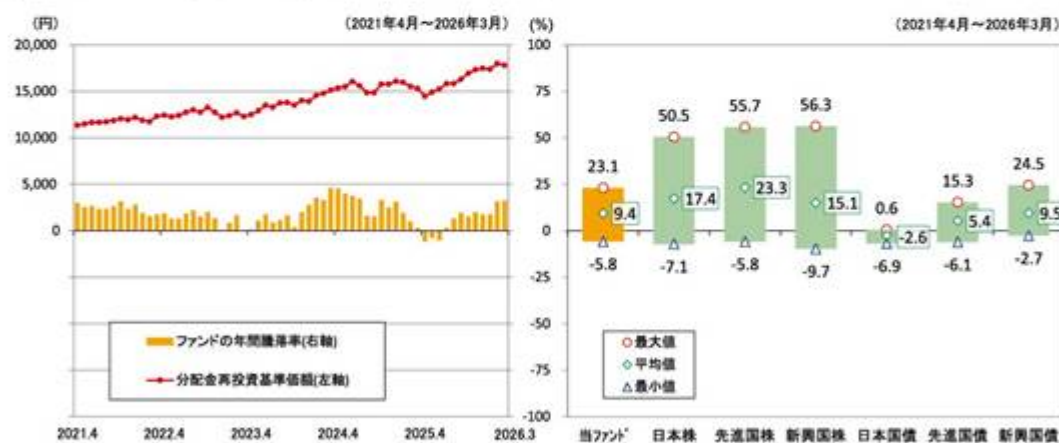 (円)
(2021年4月～2026年3月)
20,000
15,000
10,000
5,000
0
ファンドの年間騰落率(右軸)
分配金再投資基準価額(左軸)
2021.4 2022.4 2023.4 2024.4 2025.4 2026.3
(%)
(2021年4月～2026年3月)
100
75
50
25
0
-25
-50
-75
-100
23.1 50.5 55.7 56.3 0.6 15.3 24.5
9.4 17.4 23.3 15.1 -2.6 5.4 9.5
-5.8 -7.1 -5.8 -9.7 -6.9 -6.1 -2.7
最大値
平均値
最小値
当ファンド 日本株 先進国株 新興国株 日本国債 先進国債 新興国債